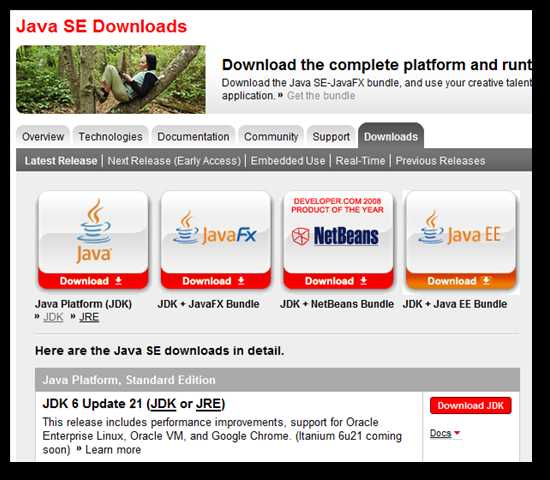 Java SE Downloads
Download the complete platform and runt
Download the Java SE-JavaFX bundle, and use your creative talent
application. » Get the bundle
Overview Technologies Documentation Community Support Downloads
Latest Release | Next Release (Early Access) | Embedded Use | Real-Time | Previous Releases
DEVELOPER.COM 2008
PRODUCT OF THE YEAR
Java JavaFX NetBeans Java EE
Download Download Download Download
Java Platform (JDK) JDK + JavaFX Bundle JDK + NetBeans Bundle JDK + Java EE Bundle
» JDK » JRE
Here are the Java SE downloads in detail.
Java Platform, Standard Edition
JDK 6 Update 21 (JDK or JRE)
This release includes performance improvements, support for Oracle
Enterprise Linux, Oracle VM, and Google Chrome. (Itanium 6u21 coming
soon) » Learn more
Download JDK
Docs